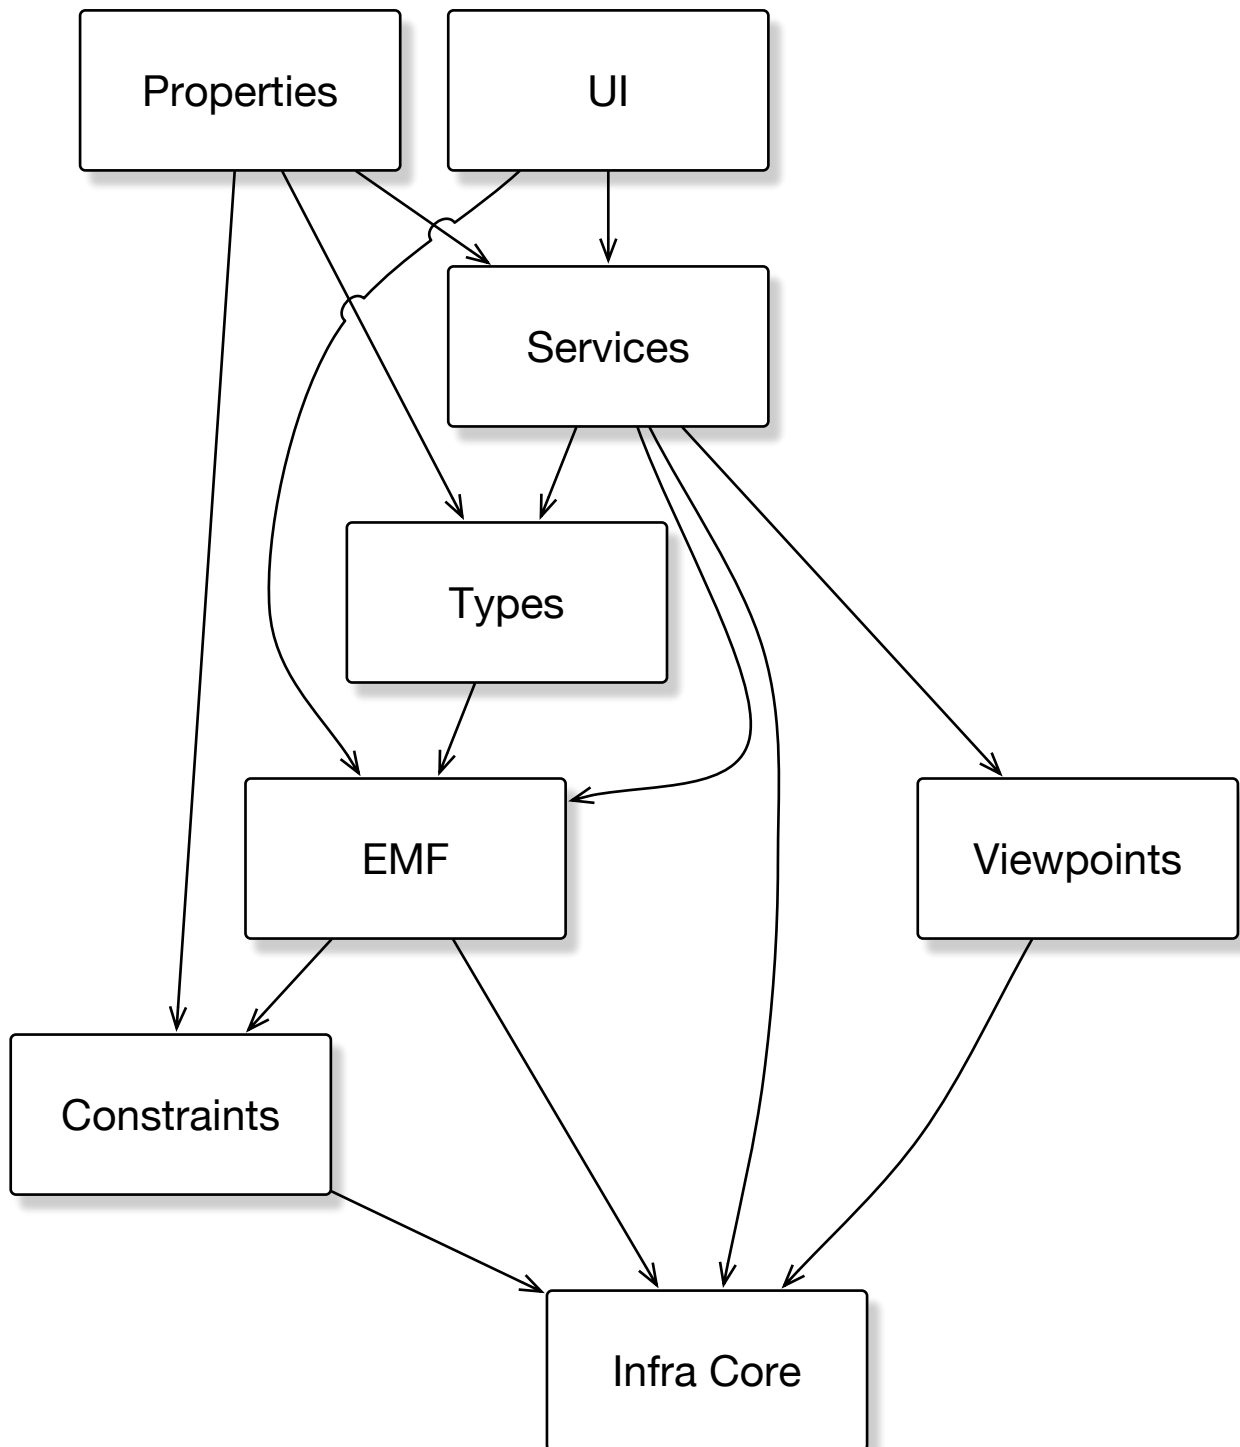 Properties
UI
Services
Types
EMF
Viewpoints
Constraints
Infra Core